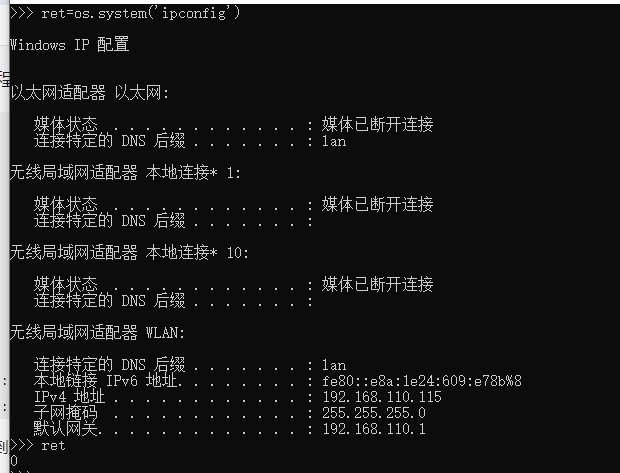 >>> ret=os.system('ipconfig')
Windows IP 配置
以太网适配器 以太网:
媒体状态 . . . . . . . . . . . . : 媒体已断开连接
连接特定的 DNS 后缀 . . . . . . . : lan
无线局域网适配器 本地连接* 1:
媒体状态 . . . . . . . . . . . . : 媒体已断开连接
连接特定的 DNS 后缀 . . . . . . . :
无线局域网适配器 本地连接* 10:
媒体状态 . . . . . . . . . . . . : 媒体已断开连接
连接特定的 DNS 后缀 . . . . . . . :
无线局域网适配器 WLAN:
连接特定的 DNS 后缀 . . . . . . . : lan
本地链接 IPv6 地址. . . . . . . . : fe80::e8a:1e24:609:e78b%8
IPv4 地址 . . . . . . . . . . . . : 192.168.110.115
子网掩码 . . . . . . . . . . . . : 255.255.255.0
默认网关. . . . . . . . . . . . . : 192.168.110.1
>>> ret
0